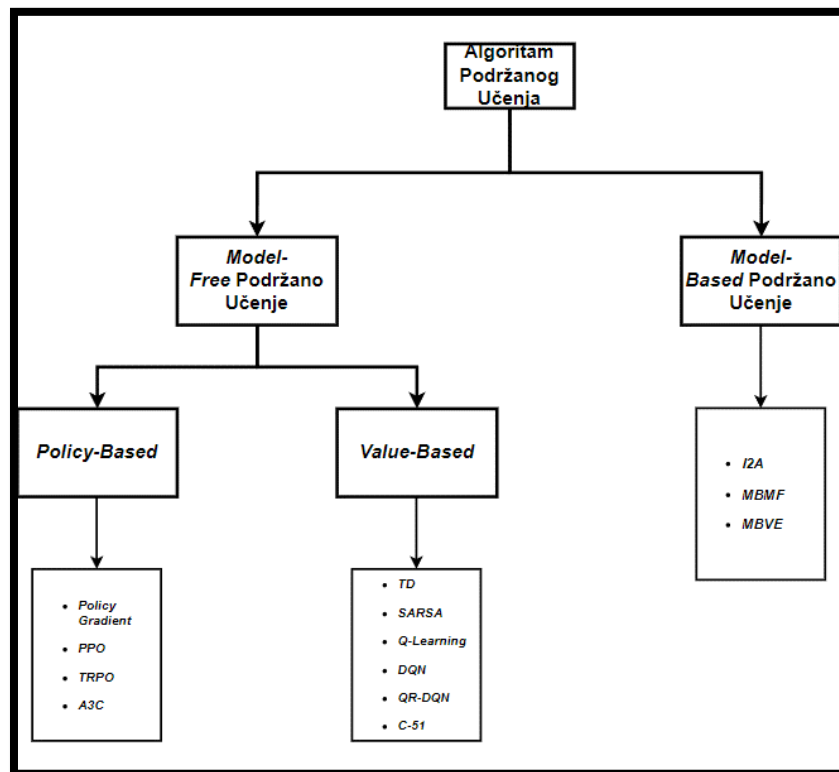 Algoritam
Podržanog
Učenja
Model-
Free Podržano
Učenje
Model-
Based Podržano
Učenje
Policy-Based
Value-Based
• Policy
Gradient
• PPO
• TRPO
• A3C
• TD
• SARSA
• Q-Learning
• DQN
• QR-DQN
• C-51
• I2A
• MBMF
• MBVE